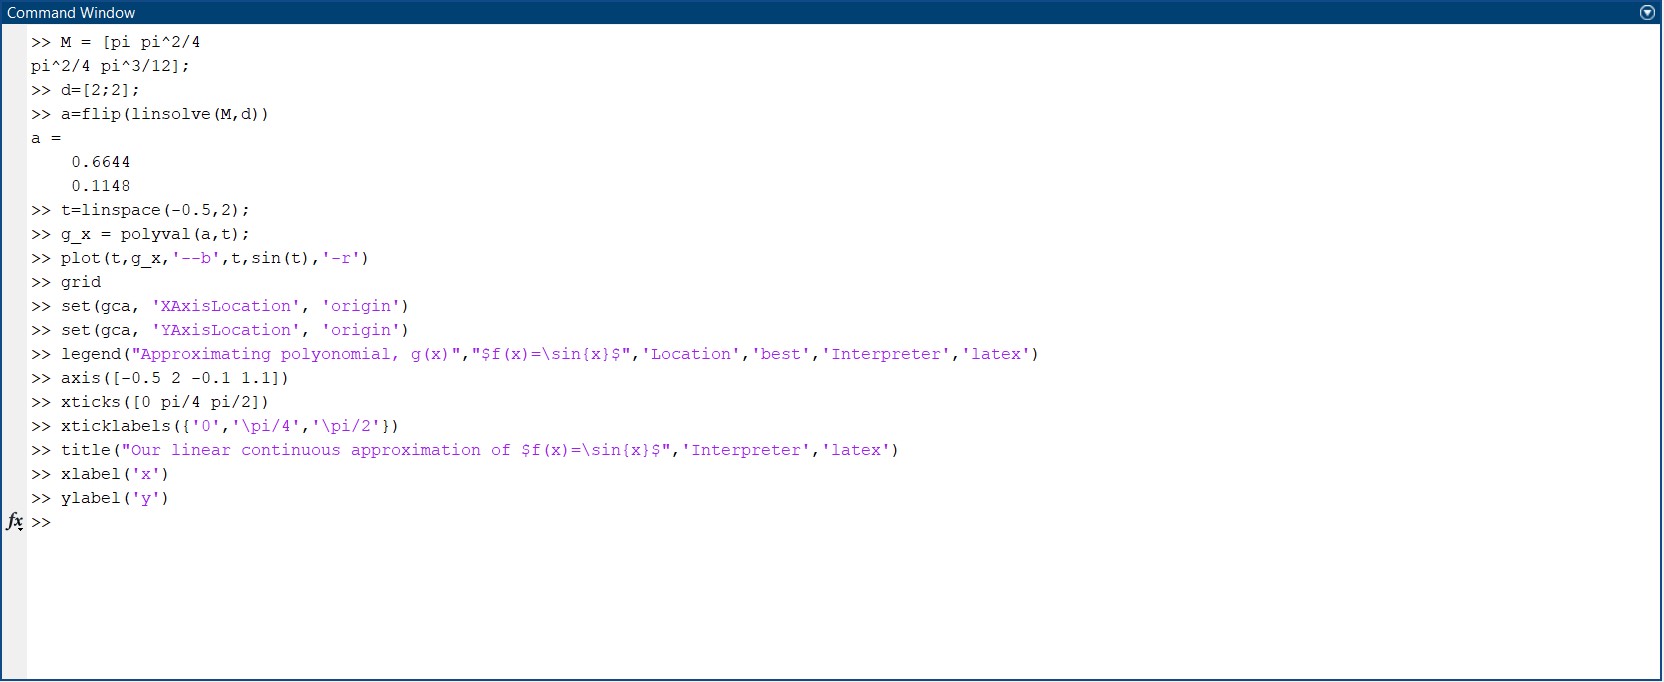 Command Window
>> M = [pi pi^2/4
pi^2/4 pi^3/12];
>> d=[2;2];
>> a=flip(linsolve(M,d))
a =
0.6644
0.1148
>> t=linspace(-0.5,2);
>> g_x = polyval(a,t);
>> plot(t,g_x,'--b',t,sin(t),'-r')
>> grid
>> set(gca, 'XAxisLocation', 'origin')
>> set(gca, 'YAxisLocation', 'origin')
>> legend("Approximating polyonomial, g(x)","$f(x)=\sin{x}$",'Location','best','Interpreter','latex')
>> axis([-0.5 2 -0.1 1.1])
>> xticks([0 pi/4 pi/2])
>> xticklabels({'0','\pi/4','\pi/2'})
>> title("Our linear continuous approximation of $f(x)=\sin{x}$",'Interpreter','latex')
>> xlabel('x')
>> ylabel('y')
fx >>